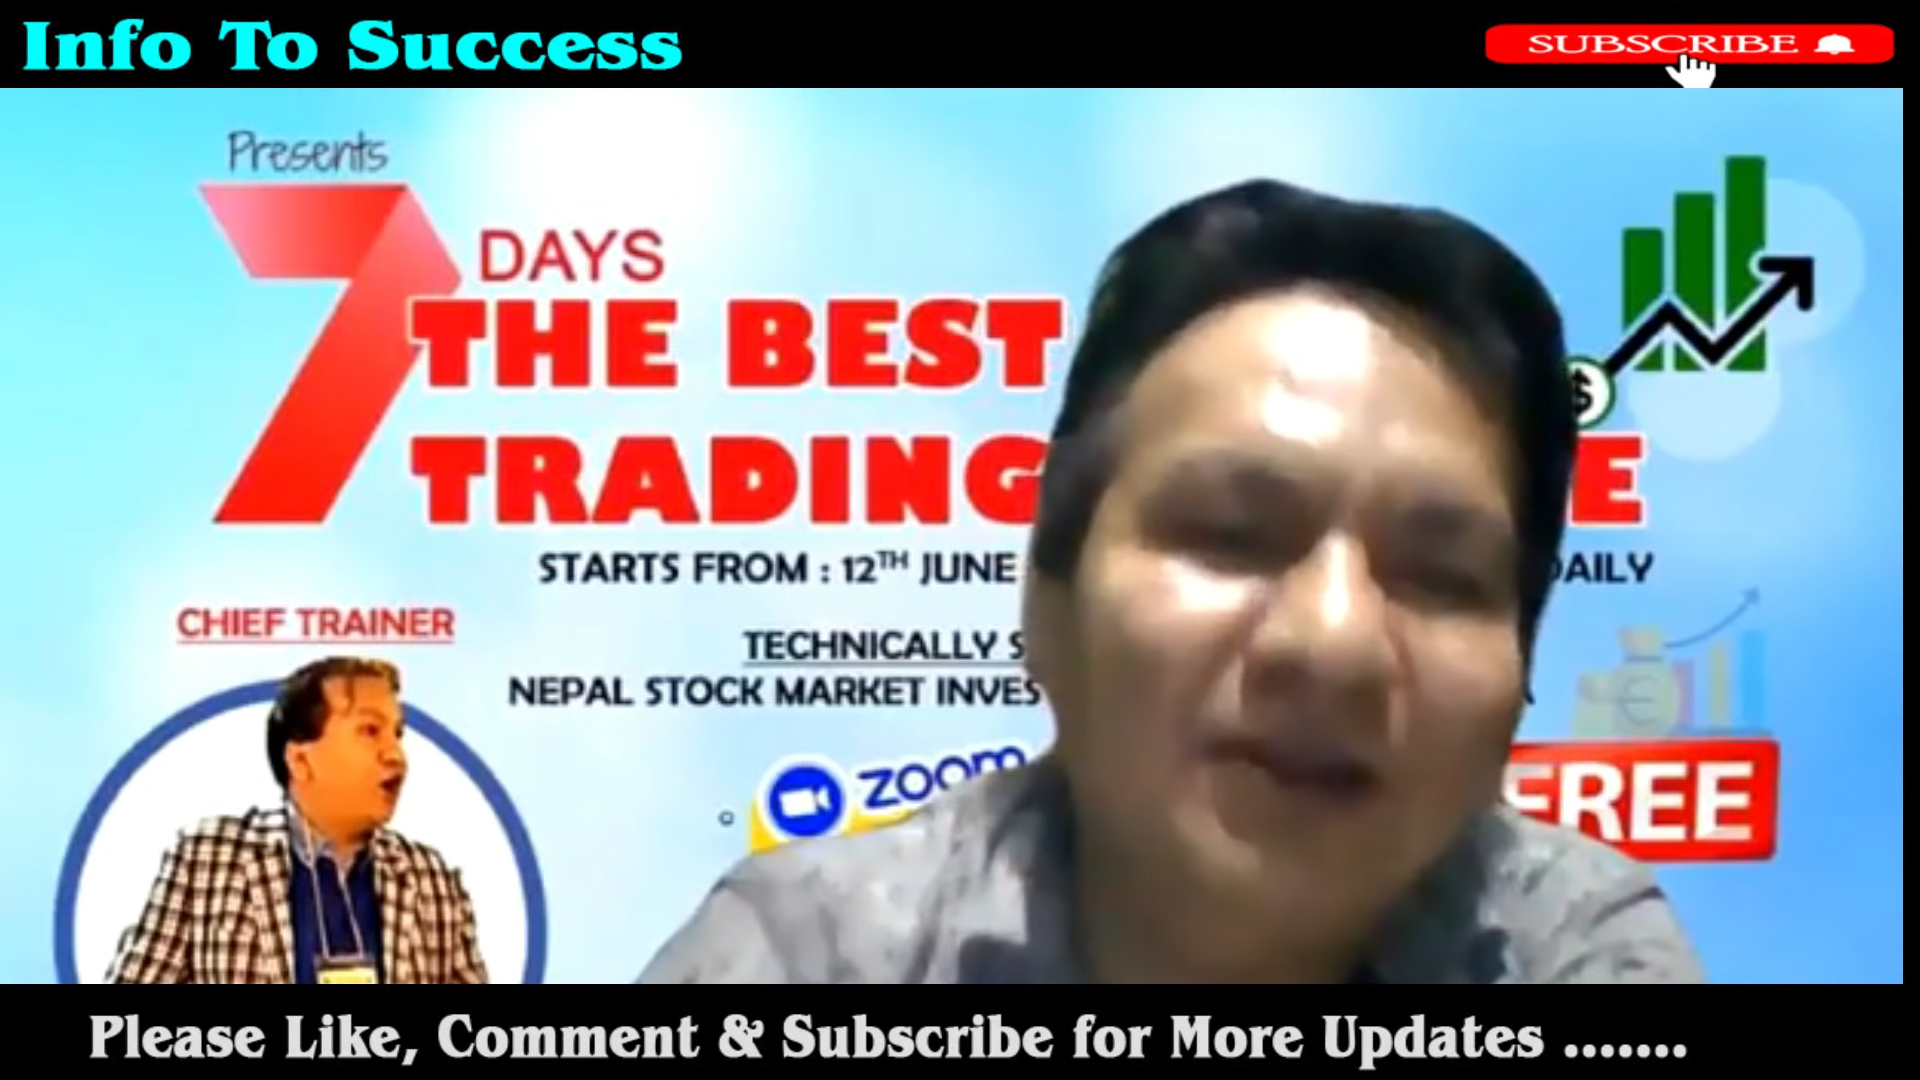 Info To Success
SUBSCRIBE
Presents
7 DAYS
THE BEST
TRADING E
STARTS FROM : 12TH JUNE DAILY
CHIEF TRAINER
TECHNICALLY S
NEPAL STOCK MARKET INVES
zoom
FREE
Please Like, Comment & Subscribe for More Updates .......